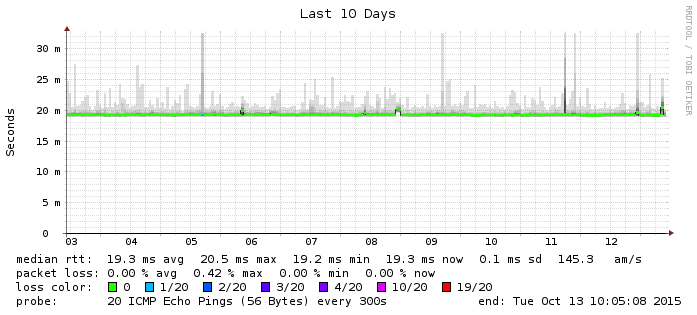 Last 10 Days
RRDTOOL / TOBI OETIKER
Seconds
30 m
25 m
20 m
15 m
10 m
5 m
0
03 04 05 06 07 08 09 10 11 12
median rtt: 19.3 ms avg 20.5 ms max 19.2 ms min 19.3 ms now 0.1 ms sd 145.3 am/s
packet loss: 0.00 % avg 0.42 % max 0.00 % min 0.00 % now
loss color: 0 1/20 2/20 3/20 4/20 10/20 19/20
probe: 20 ICMP Echo Pings (56 Bytes) every 300s end: Tue Oct 13 10:05:08 2015